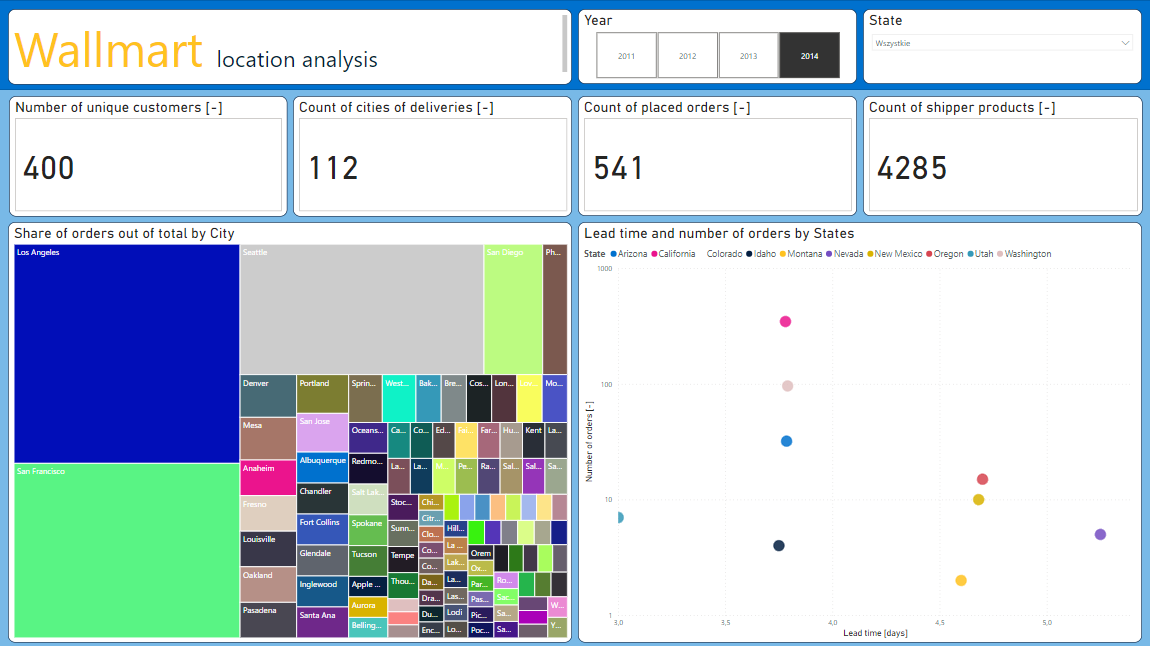 Wallmart location analysis
Year
2011 2012 2013 2014
State
Wszystkie
Number of unique customers [-]
400
Count of cities of deliveries [-]
112
Count of placed orders [-]
541
Count of shipper products [-]
4285
Share of orders out of total by City
Los Angeles
San Francisco
Seattle
San Diego
Ph...
Denver
Mesa
Anaheim
Fresno
Louisville
Oakland
Pasadena
Portland
San Jose
Albuquerque
Chandler
Fort Collins
Glendale
Inglewood
Santa Ana
Sprin...
Oceans...
Redmo...
Salt Lak...
Spokane
Tucson
Apple ...
Aurora
Belling...
West...
Bak...
Bre...
Cos...
Lon...
Mo...
Ca...
Co...
Ed...
Far...
Hu...
Kent
La...
La...
La...
M...
Pe...
Ra...
Sal...
Sal...
Sa...
Stoc...
Sunn...
Tempe
Thou...
Chi...
Citr...
Clo...
Co...
Co...
Da...
Dra...
Du...
Enc...
Hill...
La ...
Lak...
La...
Las...
Lodi
Lo...
Orem
Ox...
Par...
Pas...
Pic...
Poc...
Ro...
Sac...
Sa...
Sa...
W...
Y...
Lead time and number of orders by States
State Arizona California Colorado Idaho Montana Nevada New Mexico Oregon Utah Washington
1000
100
10
1
Number of orders [-]
3,0 3,5 4,0 4,5 5,0
Lead time [days]